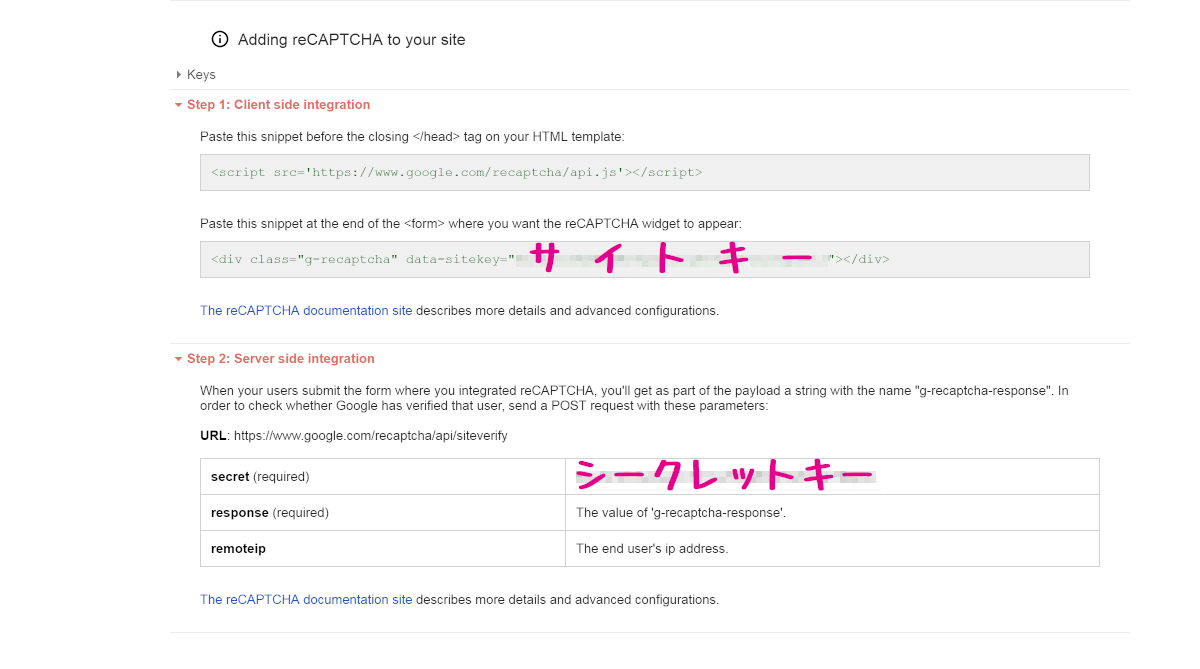 Adding reCAPTCHA to your site
Keys
Step 1: Client side integration
Paste this snippet before the closing </head> tag on your HTML template:
<script src='https://www.google.com/recaptcha/api.js'></script>
Paste this snippet at the end of the <form> where you want the reCAPTCHA widget to appear:
<div class="g-recaptcha" data-sitekey="サイトキー"></div>
The reCAPTCHA documentation site describes more details and advanced configurations.
Step 2: Server side integration
When your users submit the form where you integrated reCAPTCHA, you'll get as part of the payload a string with the name "g-recaptcha-response". In
order to check whether Google has verified that user, send a POST request with these parameters:
URL: https://www.google.com/recaptcha/api/siteverify
secret (required) シークレットキー
response (required) The value of 'g-recaptcha-response'.
remoteip The end user's ip address.
The reCAPTCHA documentation site describes more details and advanced configurations.